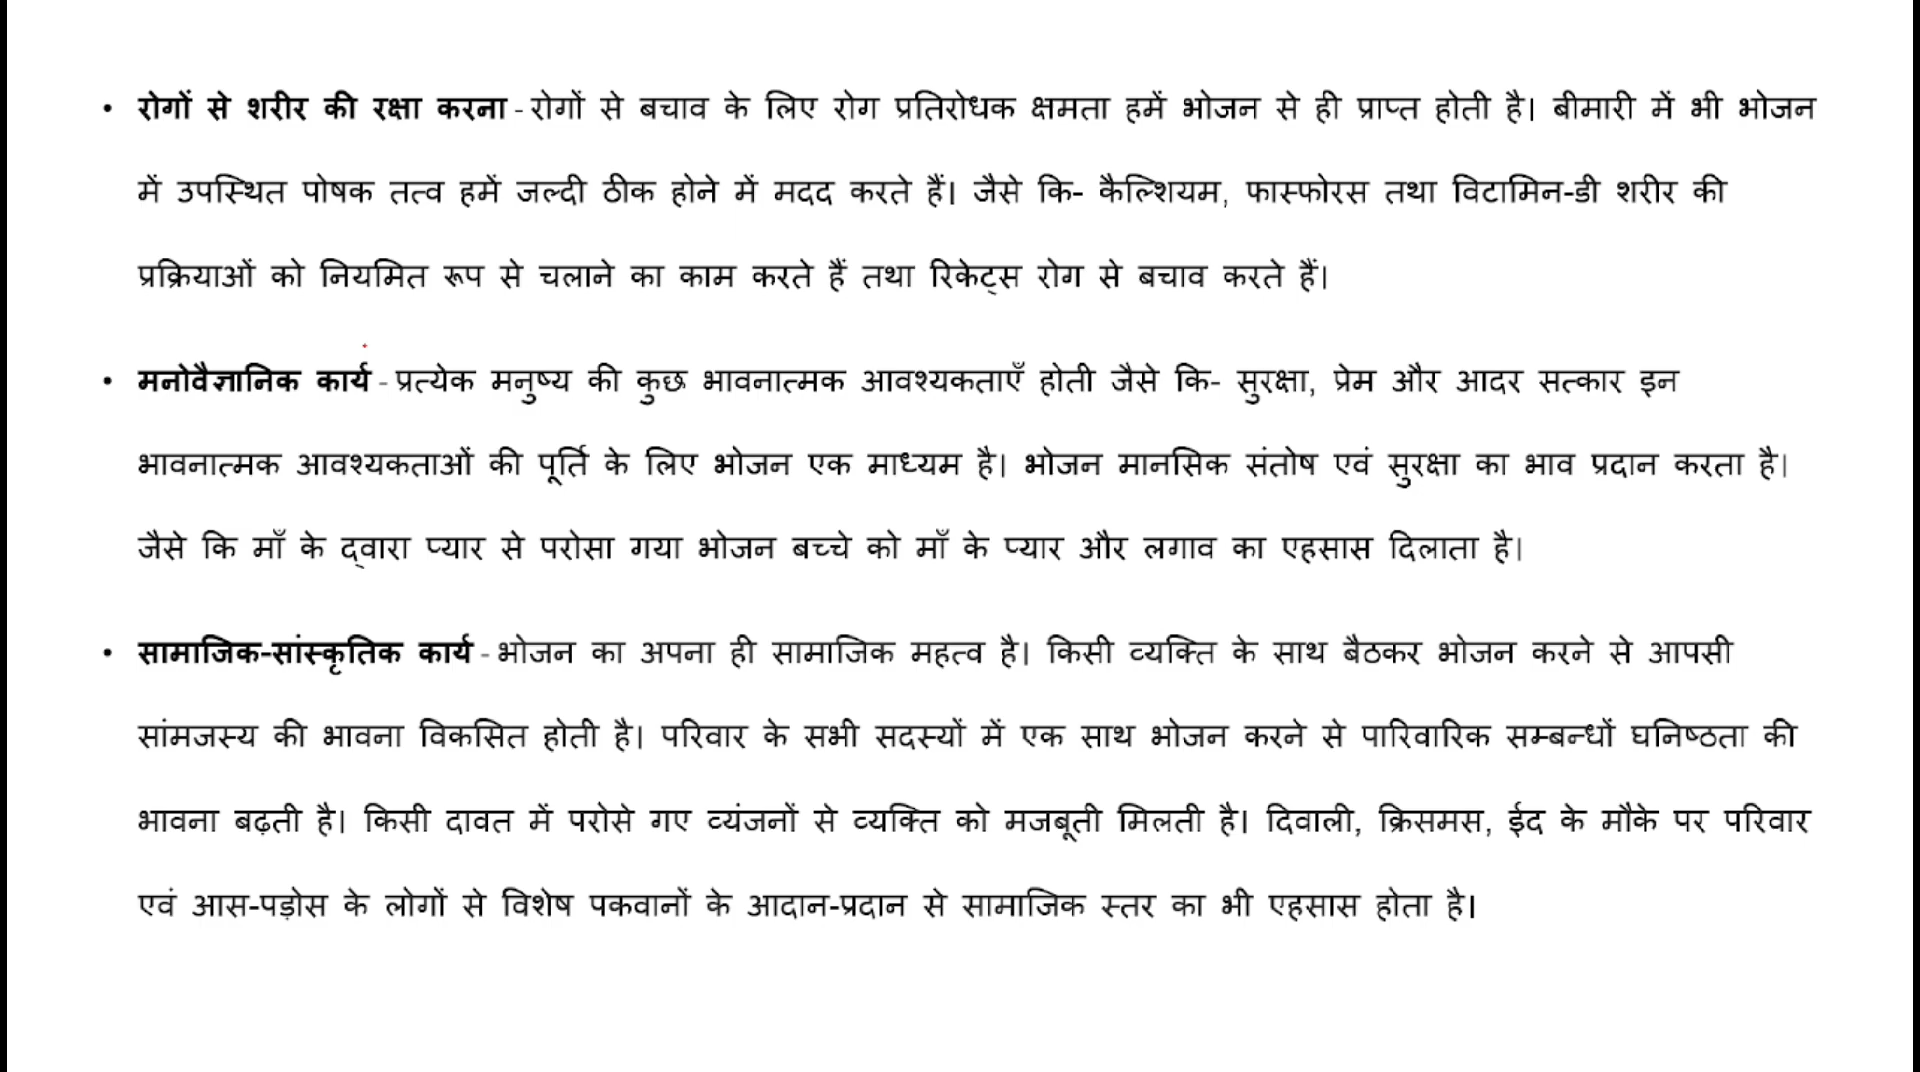 • रोगों से शरीर की रक्षा करना - रोगों से बचाव के लिए रोग प्रतिरोधक क्षमता हमें भोजन से ही प्राप्त होती है। बीमारी में भी भोजन
में उपस्थित पोषक तत्व हमें जल्दी ठीक होने में मदद करते हैं। जैसे कि- कैल्शियम, फास्फोरस तथा विटामिन-डी शरीर की
प्रक्रियाओं को नियमित रूप से चलाने का काम करते हैं तथा रिकेट्स रोग से बचाव करते हैं।
• मनोवैज्ञानिक कार्य - प्रत्येक मनुष्य की कुछ भावनात्मक आवश्यकताएँ होती जैसे कि- सुरक्षा, प्रेम और आदर सत्कार इन
भावनात्मक आवश्यकताओं की पूर्ति के लिए भोजन एक माध्यम है। भोजन मानसिक संतोष एवं सुरक्षा का भाव प्रदान करता है।
जैसे कि माँ के द्वारा प्यार से परोसा गया भोजन बच्चे को माँ के प्यार और लगाव का एहसास दिलाता है।
• सामाजिक-सांस्कृतिक कार्य - भोजन का अपना ही सामाजिक महत्व है। किसी व्यक्ति के साथ बैठकर भोजन करने से आपसी
सांमजस्य की भावना विकसित होती है। परिवार के सभी सदस्यों में एक साथ भोजन करने से पारिवारिक सम्बन्धों घनिष्ठता की
भावना बढ़ती है। किसी दावत में परोसे गए व्यंजनों से व्यक्ति को मजबूती मिलती है। दिवाली, क्रिसमस, ईद के मौके पर परिवार
एवं आस-पड़ोस के लोगों से विशेष पकवानों के आदान-प्रदान से सामाजिक स्तर का भी एहसास होता है।